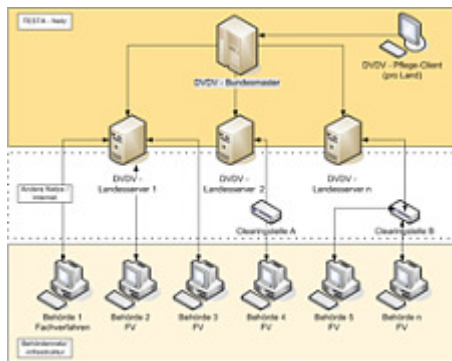 TESTA - Netz
DVDV - Bundesmaster
DVDV - Pflege-Client
(pro Land)
DVDV -
Landesserver 1
DVDV -
Landesserver 2
DVDV -
Landesserver n
Andere Netze /
Internet
Clearingstelle A
Clearingstelle B
Behörde 1
Fachverfahren
Behörde 2
FV
Behörde 3
FV
Behörde 4
FV
Behörde 5
FV
Behörde n
FV
Behördennetz/